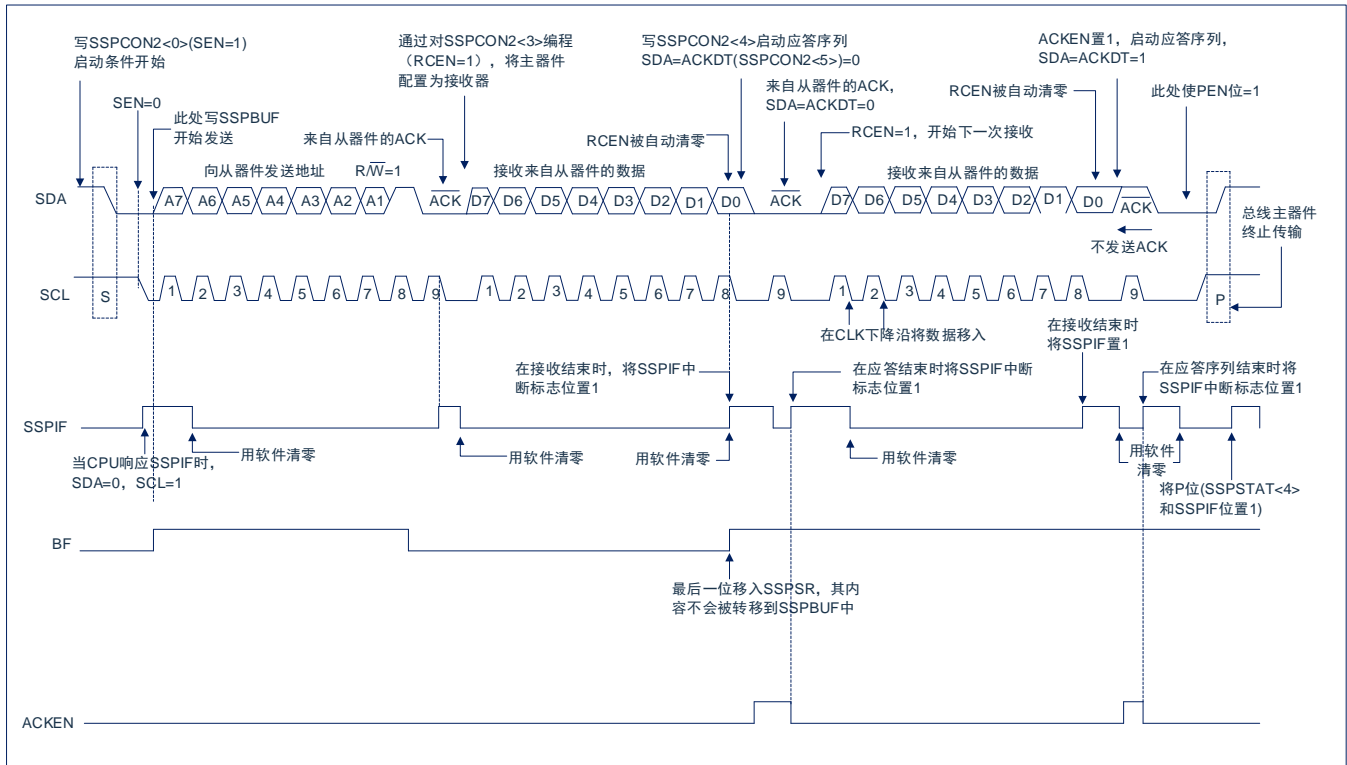 写SSPCON2<0>(SEN=1)
启动条件开始
通过对SSPCON2<3>编程
（RCEN=1），将主器件
配置为接收器
写SSPCON2<4>启动应答序列
SDA=ACKDT(SSPCON2<5>)=0
ACKEN置1，启动应答序列，
SDA=ACKDT=1
SEN=0
此处写SSPBUF
开始发送
来自从器件的ACK
RCEN被自动清零
来自从器件的ACK，
SDA=ACKDT=0
RCEN=1，开始下一次接收
RCEN被自动清零
此处使PEN位=1
向从器件发送地址
R/W=1
接收来自从器件的数据
接收来自从器件的数据
SDA
A7 A6 A5 A4 A3 A2 A1 ACK D7 D6 D5 D4 D3 D2 D1 D0 ACK D7 D6 D5 D4 D3 D2 D1 D0 ACK
不发送ACK
总线主器件
终止传输
SCL
S 1 2 3 4 5 6 7 8 9 1 2 3 4 5 6 7 8 9 1 2 3 4 5 6 7 8 9 P
在CLK下降沿将数据移入
在接收结束时，将SSPIF中
断标志位置1
在应答结束时将SSPIF中断
标志位置1
在接收结束时
将SSPIF置1
在应答序列结束时将
SSPIF中断标志位置1
SSPIF
当CPU响应SSPIF时，
SDA=0，SCL=1
用软件清零
用软件清零
用软件清零
用软件清零
用软件
清零
将P位(SSPSTAT<4>
和SSPIF位置1)
BF
最后一位移入SSPSR，其内
容不会被转移到SSPBUF中
ACKEN